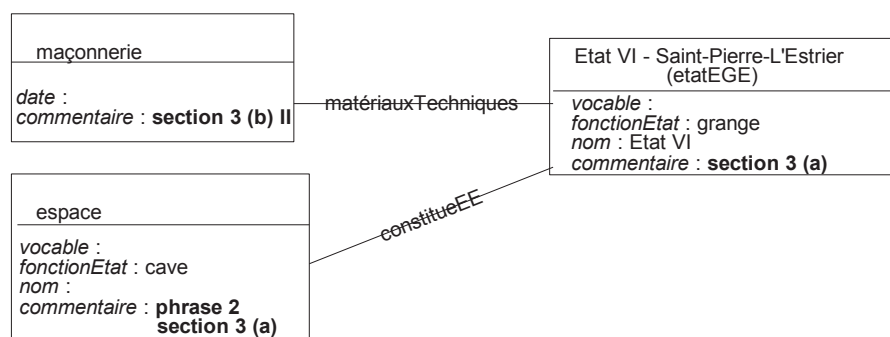 maçonnerie
date :
commentaire : section 3 (b) II
matériauxTechniques
Etat VI - Saint-Pierre-L'Estrier
(etatEGE)
vocable :
fonctionEtat : grange
nom : Etat VI
commentaire : section 3 (a)
espace
vocable :
fonctionEtat : cave
nom :
commentaire : phrase 2
section 3 (a)
constitueEE